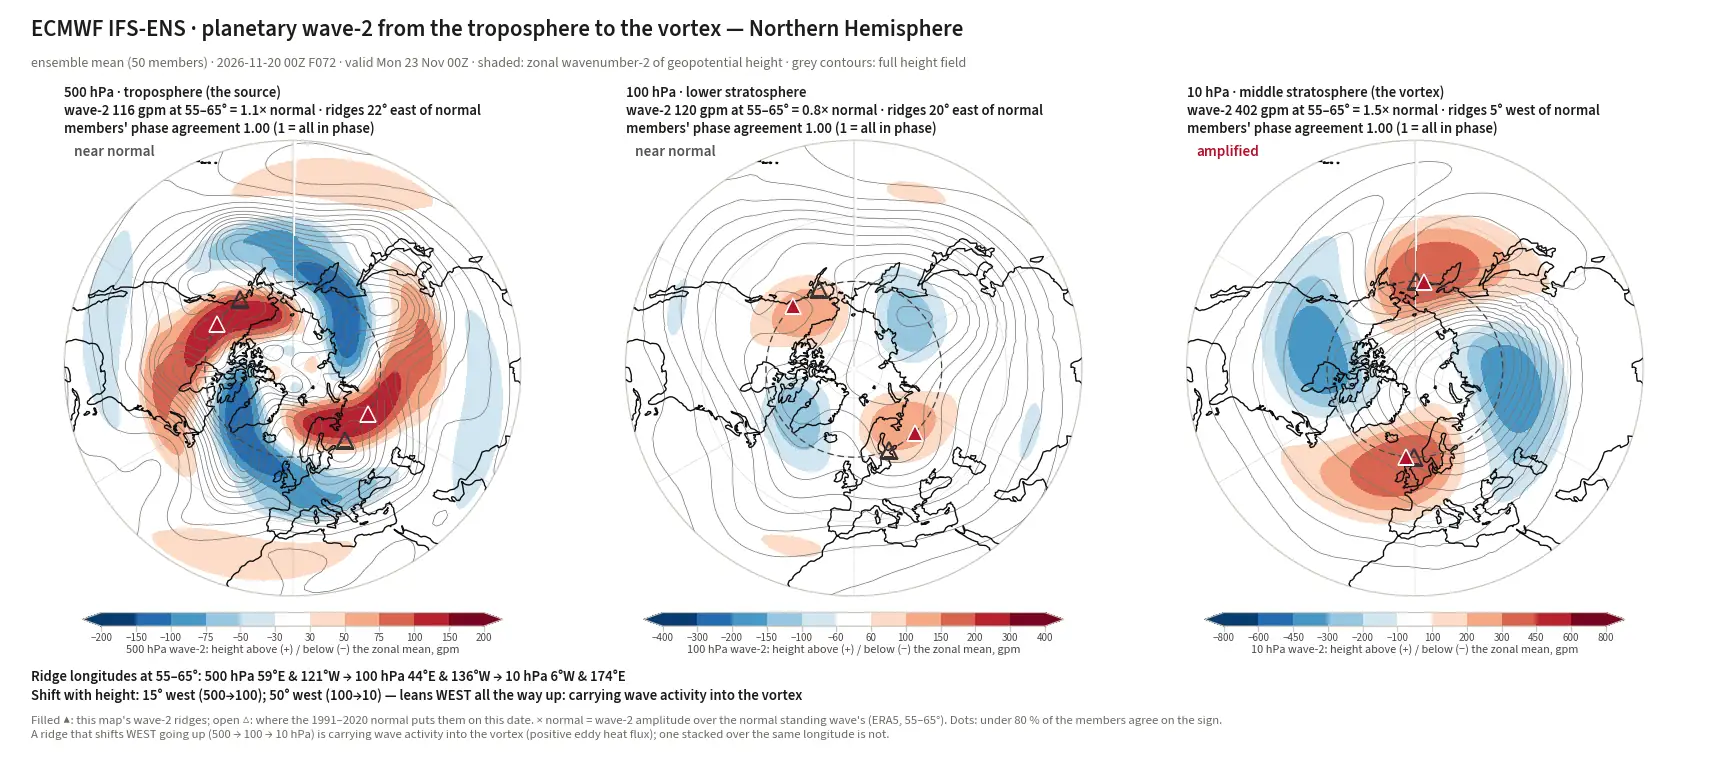 ECMWF IFS-ENS · planetary wave-2 from the troposphere to the vortex — Northern Hemisphere
ensemble mean (50 members) · 2026-11-20 00Z F072 · valid Mon 23 Nov 00Z · shaded: zonal wavenumber-2 of geopotential height · grey contours: full height field
500 hPa · troposphere (the source)
wave-2 116 gpm at 55–65° = 1.1× normal · ridges 22° east of normal
members' phase agreement 1.00 (1 = all in phase)
near normal
100 hPa · lower stratosphere
wave-2 120 gpm at 55–65° = 0.8× normal · ridges 20° east of normal
members' phase agreement 1.00 (1 = all in phase)
near normal
10 hPa · middle stratosphere (the vortex)
wave-2 402 gpm at 55–65° = 1.5× normal · ridges 5° west of normal
members' phase agreement 1.00 (1 = all in phase)
amplified
−200 −150 −100 −75 −50 −30 30 50 75 100 150 200
500 hPa wave-2: height above (+) / below (−) the zonal mean, gpm
−400 −300 −200 −150 −100 −60 60 100 150 200 300 400
100 hPa wave-2: height above (+) / below (−) the zonal mean, gpm
−800 −600 −450 −300 −200 −100 100 200 300 450 600 800
10 hPa wave-2: height above (+) / below (−) the zonal mean, gpm
Ridge longitudes at 55–65°: 500 hPa 59°E & 121°W → 100 hPa 44°E & 136°W → 10 hPa 6°W & 174°E
Shift with height: 15° west (500→100); 50° west (100→10) — leans WEST all the way up: carrying wave activity into the vortex
Filled ▲: this map's wave-2 ridges; open △: where the 1991–2020 normal puts them on this date. × normal = wave-2 amplitude over the normal standing wave's (ERA5, 55–65°). Dots: under 80 % of the members agree on the sign.
A ridge that shifts WEST going up (500 → 100 → 10 hPa) is carrying wave activity into the vortex (positive eddy heat flux); one stacked over the same longitude is not.